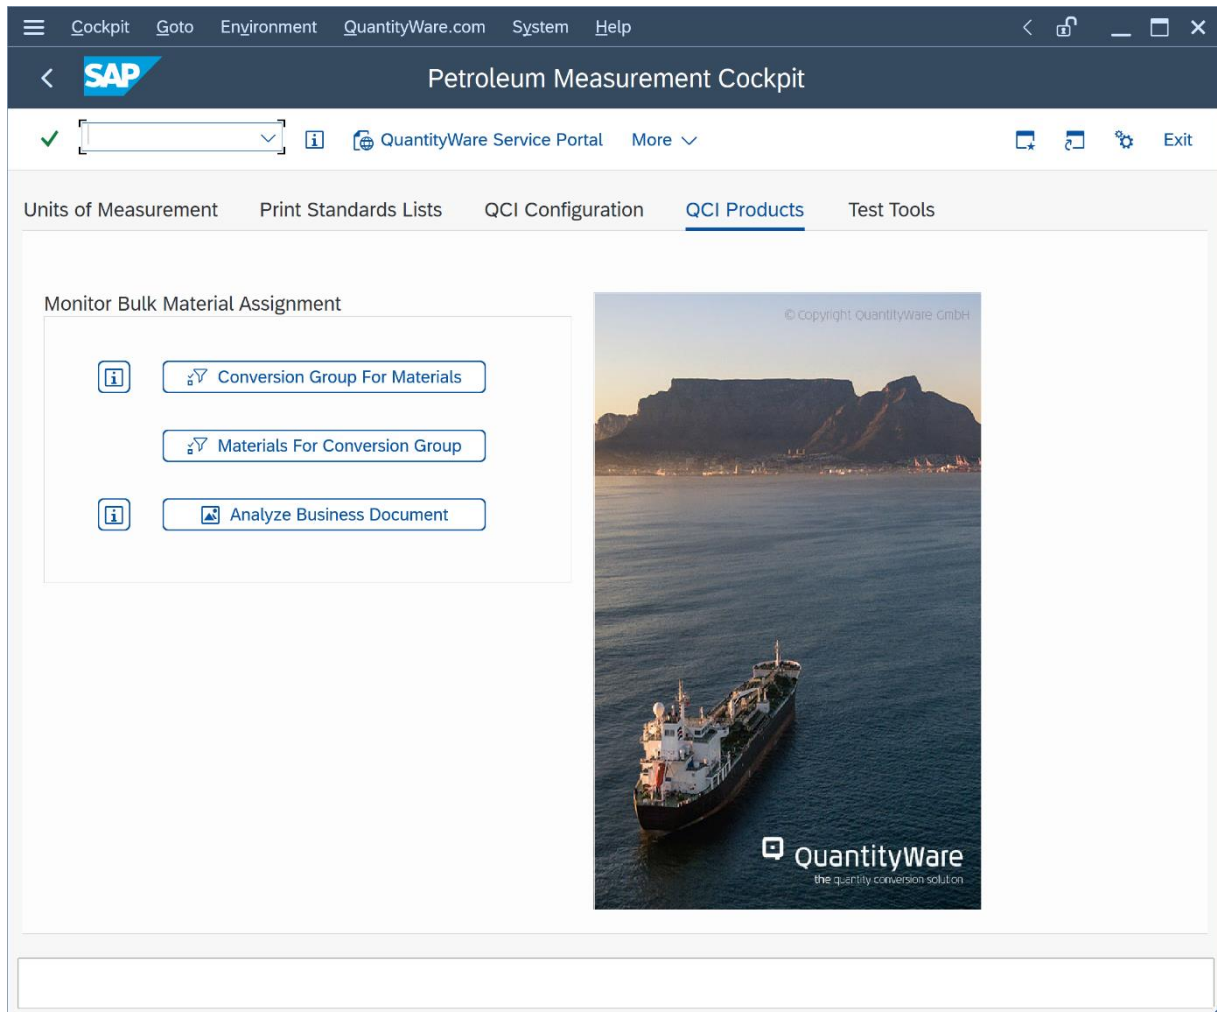 Cockpit Goto Environment QuantityWare.com System Help
SAP Petroleum Measurement Cockpit
QuantityWare Service Portal More Exit
Units of Measurement Print Standards Lists QCI Configuration QCI Products Test Tools
Monitor Bulk Material Assignment
© Copyright QuantityWare GmbH
Conversion Group For Materials
Materials For Conversion Group
Analyze Business Document
QuantityWare
the quantity conversion solution